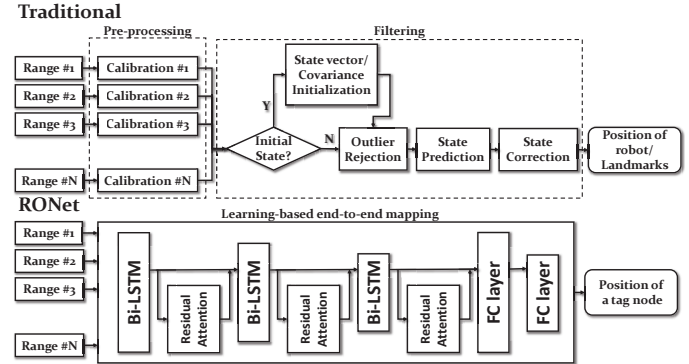 Traditional
Pre-processing
Filtering
Range #1
Calibration #1
Range #2
Calibration #2
Range #3
Calibration #3
Range #N
Calibration #N
State vector/
Covariance
Initialization
Y
N
Initial
State?
Outlier
Rejection
State
Prediction
State
Correction
Position of
robot/
Landmarks
RONet
Learning-based end-to-end mapping
Range #1
Range #2
Range #3
Range #N
Bi-LSTM
Residual
Attention
Bi-LSTM
Residual
Attention
Bi-LSTM
Residual
Attention
FC layer
FC layer
Position of
a tag node